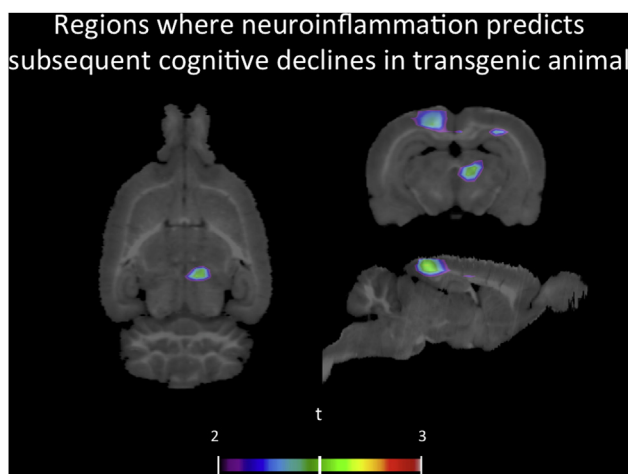 Regions where neuroinflammation predicts
subsequent cognitive declines in transgenic animal
t
2 3